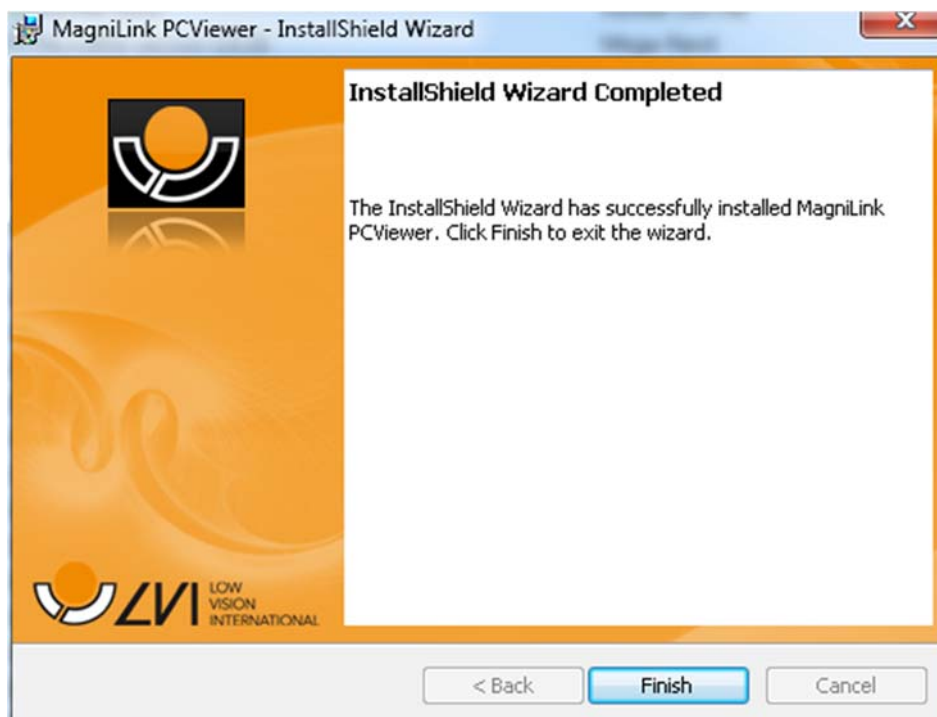 MagniLink PCViewer - InstallShield Wizard
InstallShield Wizard Completed
The InstallShield Wizard has successfully installed MagniLink
PCViewer. Click Finish to exit the wizard.
LVI
LOW
VISION
INTERNATIONAL
< Back
Finish
Cancel